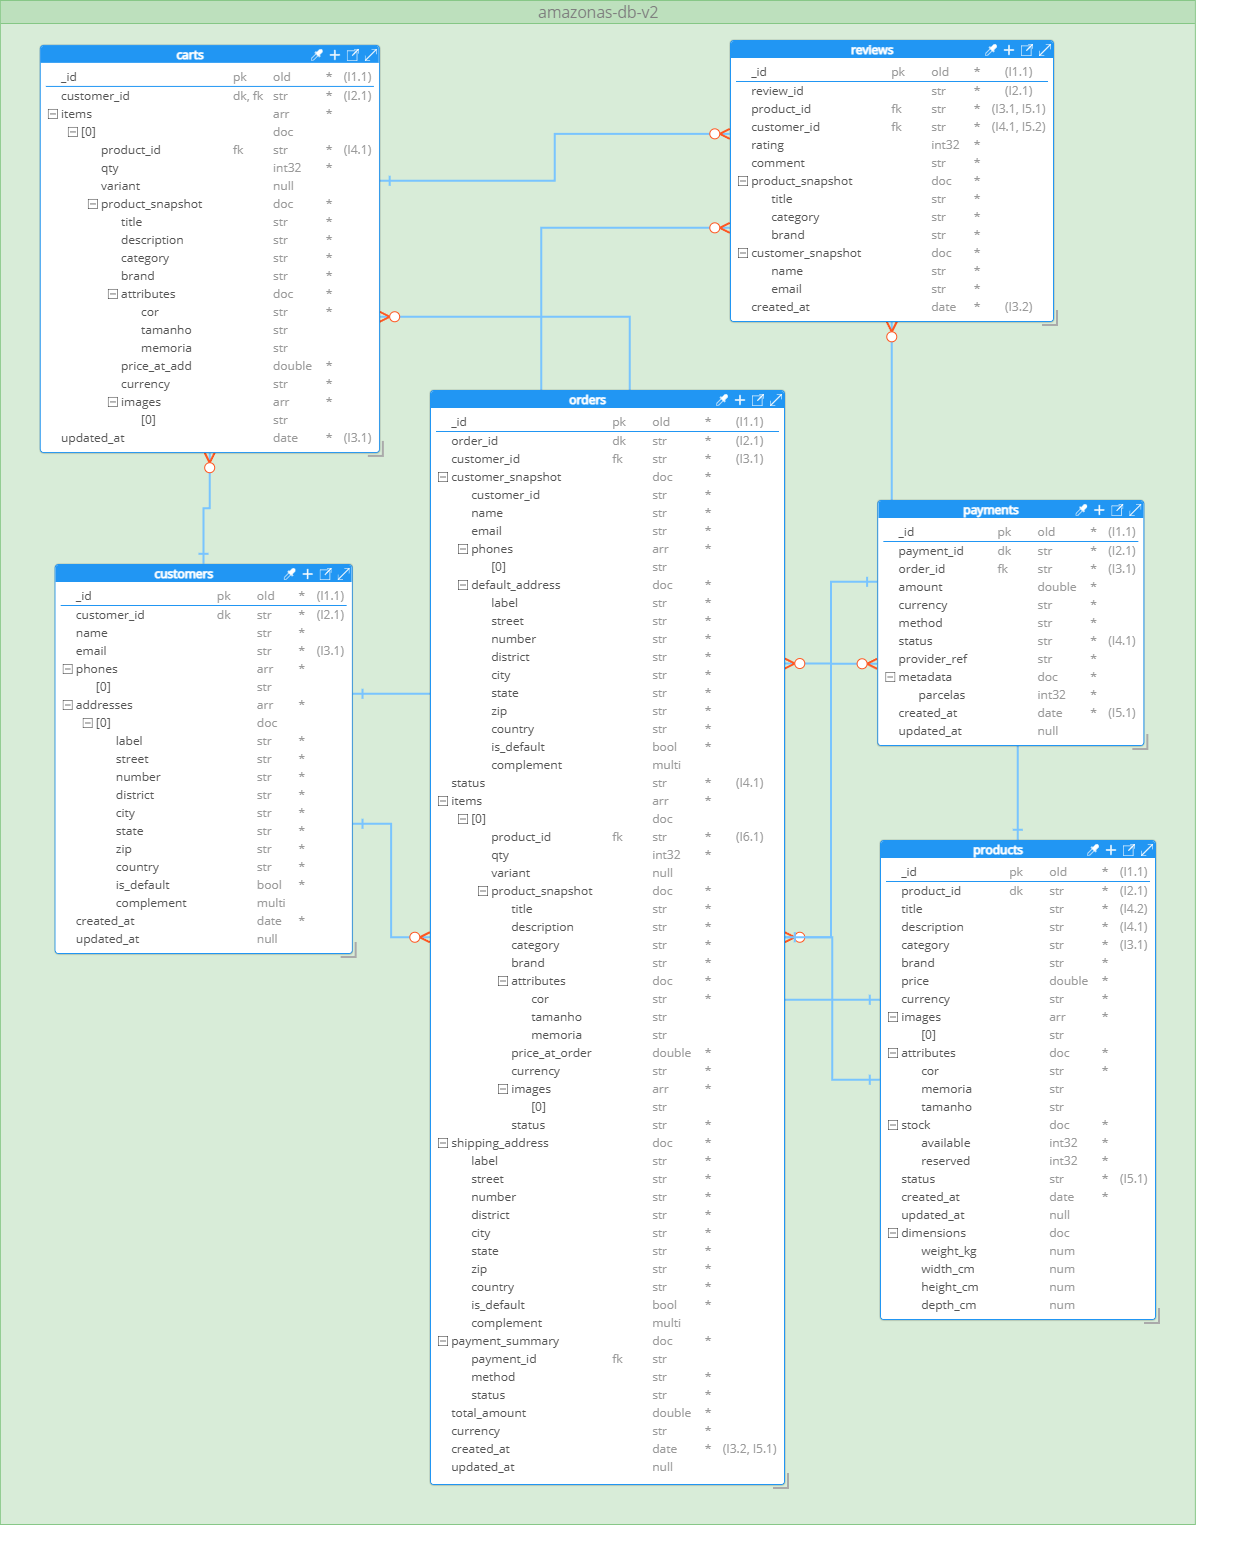 amazonas-db-v2
carts
_id pk old * (I1.1)
customer_id dk, fk str * (I2.1)
items arr *
[0] doc
product_id fk str * (I4.1)
qty int32 *
variant null
product_snapshot doc *
title str *
description str *
category str *
brand str *
attributes doc *
cor str *
tamanho str
memoria str
price_at_add double *
currency str *
images arr *
[0] str
updated_at date * (I3.1)
reviews
_id pk old * (I1.1)
review_id str * (I2.1)
product_id fk str * (I3.1, I5.1)
customer_id fk str * (I4.1, I5.2)
rating int32 *
comment str *
product_snapshot doc *
title str *
category str *
brand str *
customer_snapshot doc *
name str *
email str *
created_at date * (I3.2)
customers
_id pk old * (I1.1)
customer_id dk str * (I2.1)
name str *
email str * (I3.1)
phones arr *
[0] str
addresses arr *
[0] doc
label str *
street str *
number str *
district str *
city str *
state str *
zip str *
country str *
is_default bool *
complement multi
created_at date *
updated_at null
orders
_id pk old * (I1.1)
order_id dk str * (I2.1)
customer_id fk str * (I3.1)
customer_snapshot doc *
customer_id str *
name str *
email str *
phones arr *
[0] str
default_address doc *
label str *
street str *
number str *
district str *
city str *
state str *
zip str *
country str *
is_default bool *
complement multi
status str * (I4.1)
items arr *
[0] doc
product_id fk str * (I6.1)
qty int32 *
variant null
product_snapshot doc *
title str *
description str *
category str *
brand str *
attributes doc *
cor str *
tamanho str
memoria str
price_at_order double *
currency str *
images arr *
[0] str
status str *
shipping_address doc *
label str *
street str *
number str *
district str *
city str *
state str *
zip str *
country str *
is_default bool *
complement multi
payment_summary doc *
payment_id fk str
method str *
status str *
total_amount double *
currency str *
created_at date * (I3.2, I5.1)
updated_at null
payments
_id pk old * (I1.1)
payment_id dk str * (I2.1)
order_id fk str * (I3.1)
amount double *
currency str *
method str *
status str * (I4.1)
provider_ref str *
metadata doc *
parcelas int32 *
created_at date * (I5.1)
updated_at null
products
_id pk old * (I1.1)
product_id dk str * (I2.1)
title str * (I4.2)
description str * (I4.1)
category str * (I3.1)
brand str *
price double *
currency str *
images arr *
[0] str
attributes doc *
cor str *
memoria str
tamanho str
stock doc *
available int32 *
reserved int32 *
status str * (I5.1)
created_at date *
updated_at null
dimensions doc
weight_kg num
width_cm num
height_cm num
depth_cm num